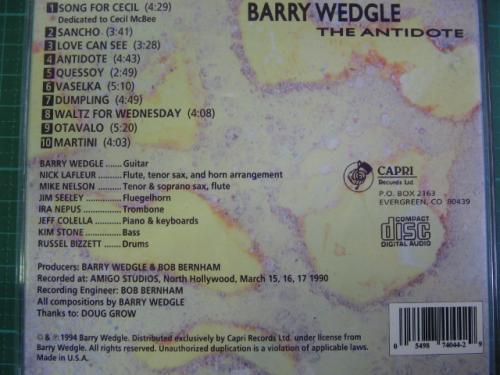 BARRY WEDGLE
THE ANTIDOTE
1 SONG FOR CECIL (4:29)
Dedicated to Cecil McBee
2 SANCHO (3:41)
3 LOVE CAN SEE (3:28)
4 ANTIDOTE (4:43)
5 QUESSOY (2:49)
6 VASELKA (5:10)
7 DUMPLING (4:49)
8 WALTZ FOR WEDNESDAY (4:08)
9 OTAVALO (5:20)
10 MARTINI (4:03)
BARRY WEDGLE ....... Guitar
NICK LAFLEUR ....... Flute, tenor sax, and horn arrangement
MIKE NELSON ....... Tenor & soprano sax, flute
JIM SEELEY ....... Fluegelhorn
IRA NEPUS ....... Trombone
JEFF COLELLA ....... Piano & keyboards
KIM STONE ....... Bass
RUSSEL BIZZETT ....... Drums
CAPRI
Records Ltd.
P.O. BOX 2163
EVERGREEN, CO 80439
COMPACT
disc
DIGITAL AUDIO
Producers: BARRY WEDGLE & BOB BERNHAM
Recorded at: AMIGO STUDIOS, North Hollywood, March 15, 16, 17 1990
Recording Engineer: BOB BERNHAM
All compositions by BARRY WEDGLE
Thanks to: DOUG GROW
© & ℗ 1994 Barry Wedgle. Distributed exclusively by Capri Records Ltd. under license from
Barry Wedgle. All rights reserved. Unauthorized duplication is a violation of applicable laws.
Made in U.S.A.
0 5498 74044-2 9